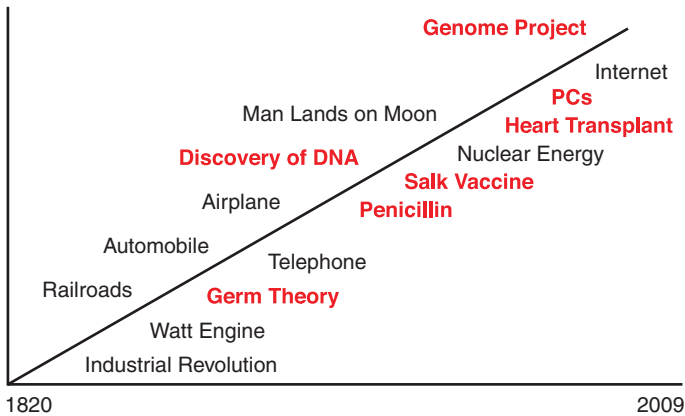 Genome Project
Internet
PCs
Man Lands on Moon
Heart Transplant
Discovery of DNA
Nuclear Energy
Salk Vaccine
Airplane
Penicillin
Automobile
Telephone
Railroads
Germ Theory
Watt Engine
Industrial Revolution
1820
2009